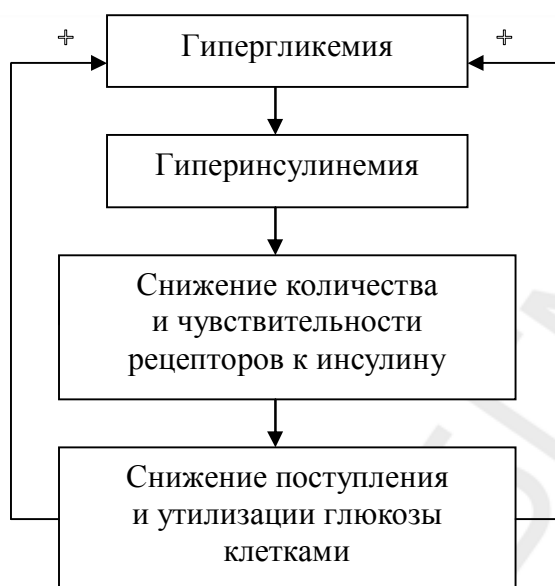 +
+
Гипергликемия
Гиперинсулинемия
Снижение количества
и чувствительности
рецепторов к инсулину
Снижение поступления
и утилизации глюкозы
клетками